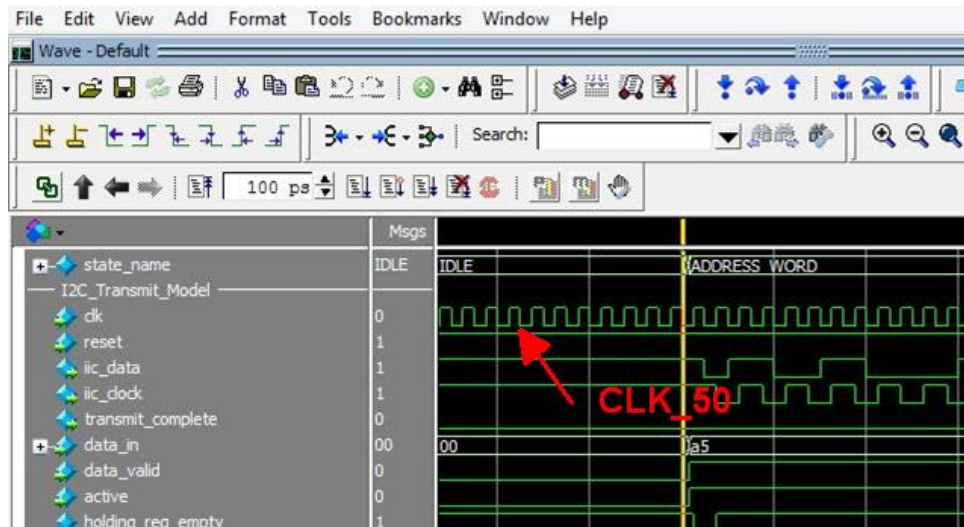 File Edit View Add Format Tools Bookmarks Window Help
Wave - Default
Search:
100 ps
Msgs
state_name IDLE IDLE ADDRESS WORD
I2C_Transmit_Model
clk 0
reset 1
iic_data 1
iic_clock 1
CLK_50
transmit_complete 0
data_in 00 00 a5
data_valid 0
active 0
holding_reg_empty 1